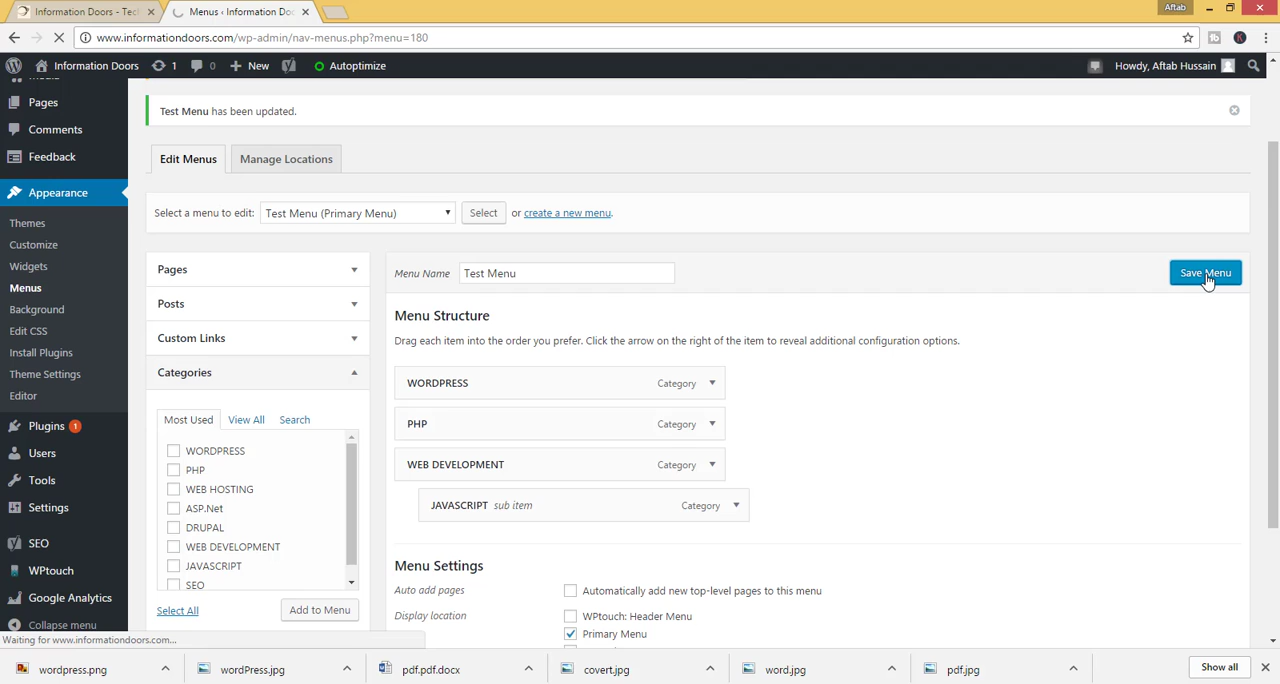 Aftab
Information Doors - Tec
Menus ‹ Information Do
www.informationdoors.com/wp-admin/nav-menus.php?menu=180
Information Doors 1 0 New Autoptimize Howdy, Aftab Hussain
Pages
Comments
Feedback
Appearance
Themes
Customize
Widgets
Menus
Background
Edit CSS
Install Plugins
Theme Settings
Editor
Plugins 1
Users
Tools
Settings
SEO
WPtouch
Google Analytics
Collapse menu
Test Menu has been updated.
Edit Menus Manage Locations
Select a menu to edit: Test Menu (Primary Menu) Select or create a new menu.
Pages
Posts
Custom Links
Categories
Most Used View All Search
WORDPRESS
PHP
WEB HOSTING
ASP.Net
DRUPAL
WEB DEVELOPMENT
JAVASCRIPT
SEO
Select All Add to Menu
Menu Name Test Menu Save Menu
Menu Structure
Drag each item into the order you prefer. Click the arrow on the right of the item to reveal additional configuration options.
WORDPRESS Category
PHP Category
WEB DEVELOPMENT Category
JAVASCRIPT sub item Category
Menu Settings
Auto add pages Automatically add new top-level pages to this menu
Display location WPtouch: Header Menu
Primary Menu
Waiting for www.informationdoors.com...
wordpress.png wordPress.jpg pdf.pdf.docx covert.jpg word.jpg pdf.jpg Show all